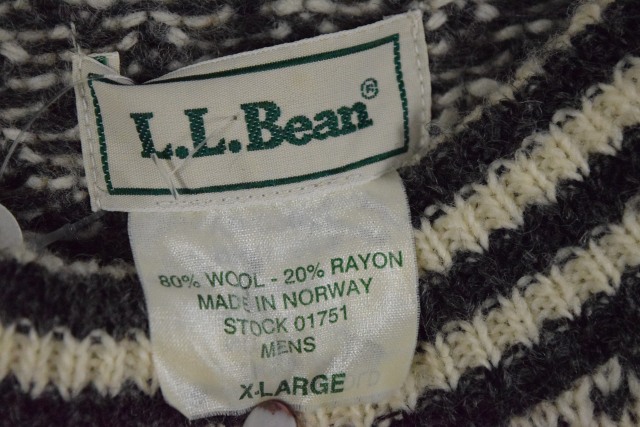 L.L.Bean®
80% WOOL - 20% RAYON
MADE IN NORWAY
STOCK 01751
MENS
X-LARGE